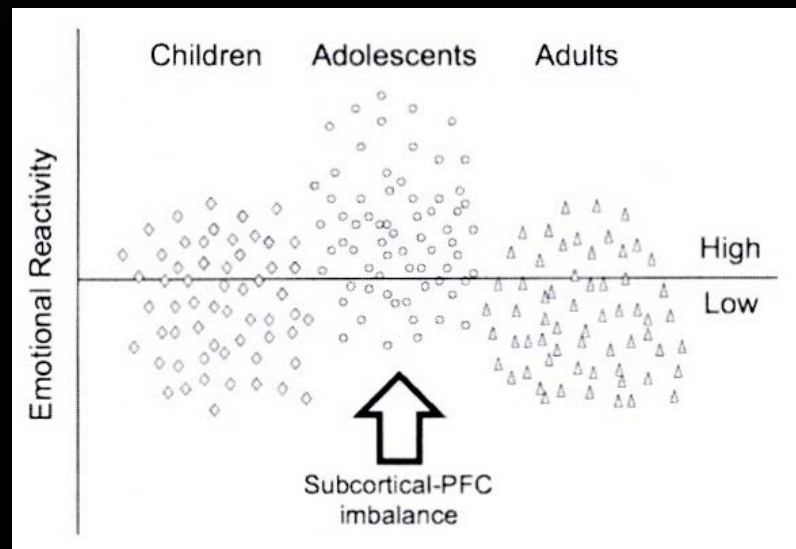 Children
Adolescents
Adults
Emotional Reactivity
High
Low
Subcortical-PFC
imbalance